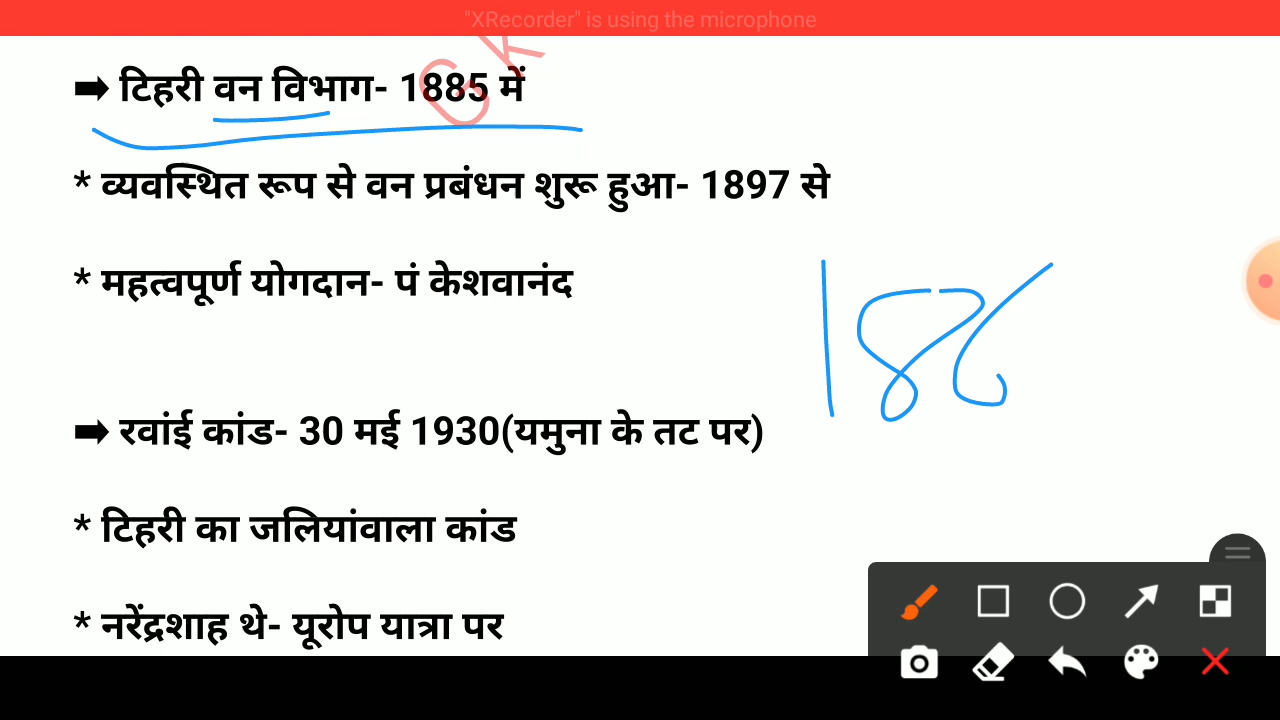 "XRecorder" is using the microphone
G K
➡ टिहरी वन विभाग- 1885 में
* व्यवस्थित रूप से वन प्रबंधन शुरू हुआ- 1897 से
* महत्वपूर्ण योगदान- पं केशवानंद
188
➡ रवांई कांड- 30 मई 1930(यमुना के तट पर)
* टिहरी का जलियांवाला कांड
* नरेंद्रशाह थे- यूरोप यात्रा पर